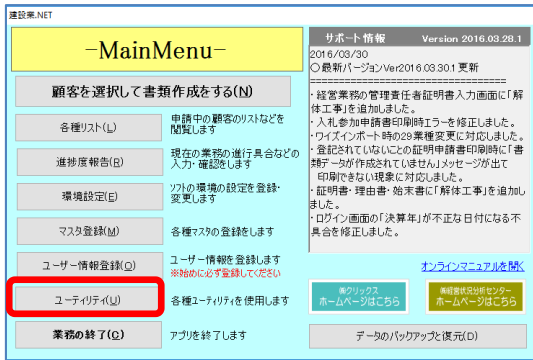 建設業.NET
-MainMenu-
顧客を選択して書類作成をする(N)
各種リスト(L)
申請中の顧客のリストなどを
閲覧します
進捗度報告(R)
現在の業務の進行具合などの
入力・確認をします
環境設定(E)
ソフトの環境の設定を登録・
変更します
マスタ登録(M)
各種マスタの登録をします
ユーザー情報登録(O)
ユーザー情報を登録します
※始めに必ず登録してください
ユーティリティ(U)
各種ユーティリティを使用します
業務の終了(C)
アプリを終了します
サポート情報 Version 2016.03.28.1
2016/03/30
○最新バージョンVer2016.03.30.1更新
====================================
・経営業務の管理責任者証明書入力画面に「解
体工事」を追加しました。
・入札参加申請書印刷時エラーを修正しました。
・ワイズインポート時の29業種変更に対応しました。
・登記されていないことの証明申請書印刷時に「書
類データが作成されていません」メッセージが出て
印刷できない現象に対応しました。
・証明書・理由書・始末書に「解体工事」を追加し
ました。
・ログイン画面の「決算年」が不正な日付になる不
具合を修正しました。
オンラインマニュアルを開く
㈱クリックス
ホームページはこちら
㈱経営状況分析センター
ホームページはこちら
データのバックアップと復元(D)